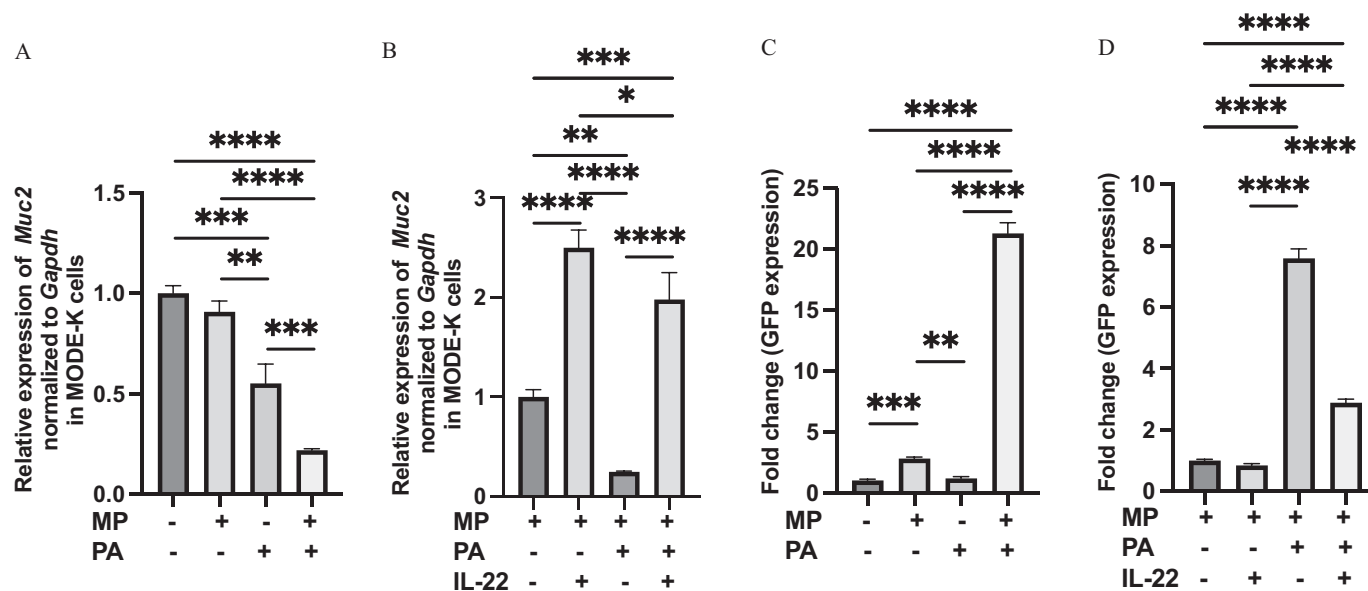 A
Relative expression of Muc2
normalized to Gapdh
in MODE-K cells
****
****
***
**
***
1.5
1.0
0.5
0.0
MP - + - +
PA - - + +
B
Relative expression of Muc2
normalized to Gapdh
in MODE-K cells
***
*
**
****
****
****
3
2
1
0
MP + + + +
PA - - + +
IL-22 - + - +
C
Fold change (GFP expression)
****
****
****
**
***
25
20
15
10
5
0
MP - + - +
PA - - + +
D
Fold change (GFP expression)
****
****
****
****
****
10
8
6
4
2
0
MP + + + +
PA - - + +
IL-22 - + - +